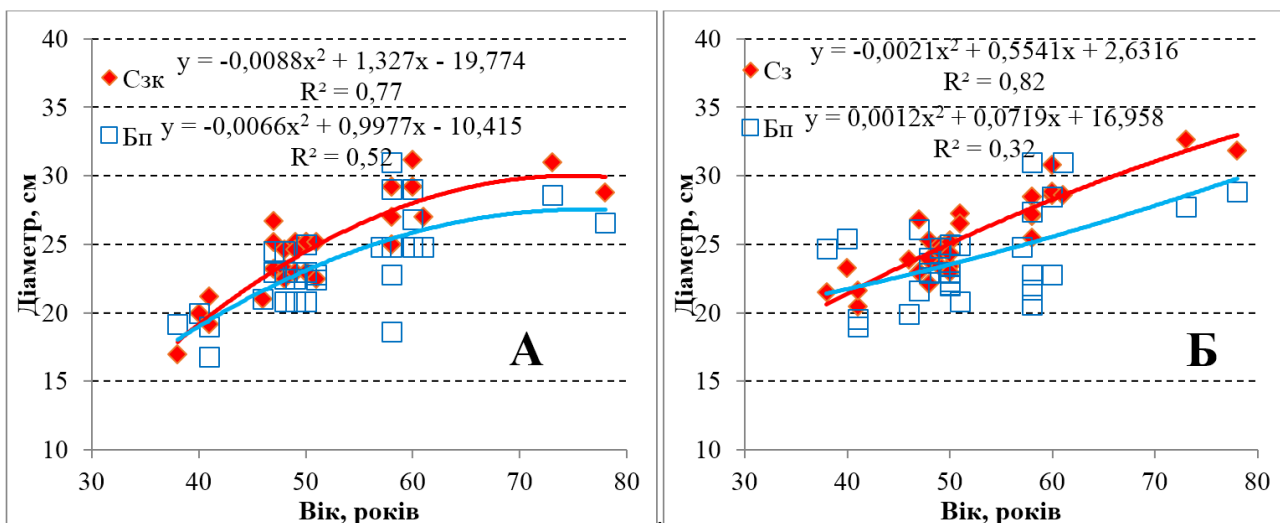 40
35
30
25
20
15
10
Діаметр, см
y = -0,0088x² + 1,327x - 19,774
Сзк
R² = 0,77
Бп
y = -0,0066x² + 0,9977x - 10,415
R² = 0,52
А
30 40 50 60 70 80
Вік, років
40
35
30
25
20
15
10
Діаметр, см
y = -0,0021x² + 0,5541x + 2,6316
Сз
R² = 0,82
Бп
y = 0,0012x² + 0,0719x + 16,958
R² = 0,32
Б
30 40 50 60 70 80
Вік, років